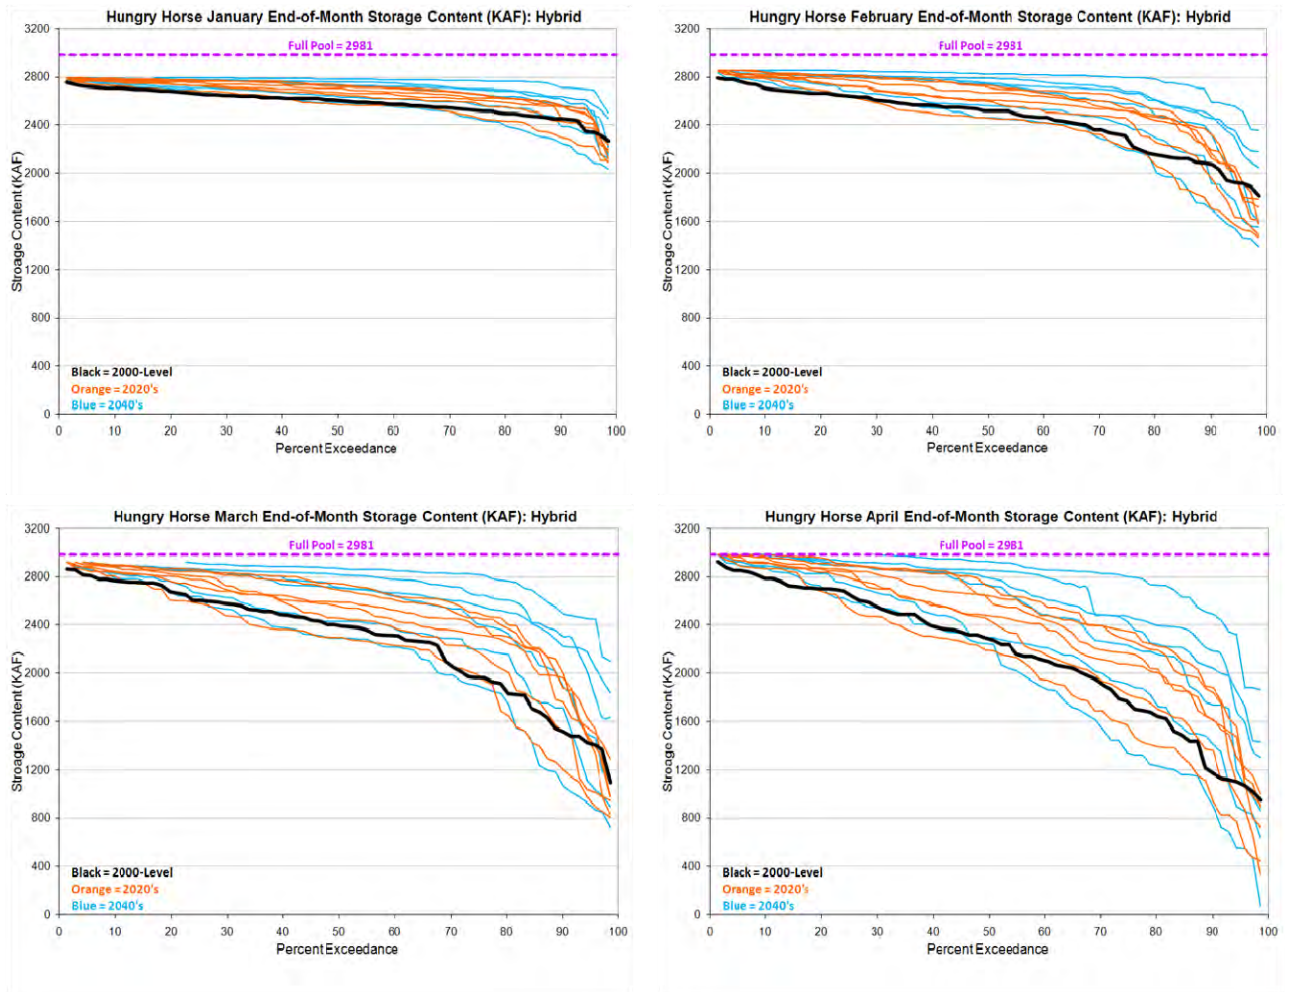 Hungry Horse January End-of-Month Storage Content (KAF): Hybrid
3200
Full Pool = 2981
2800
2400
2000
1600
1200
800
400
0
Stroage Content (KAF)
Black = 2000-Level
Orange = 2020's
Blue = 2040's
0 10 20 30 40 50 60 70 80 90 100
Percent Exceedance
Hungry Horse February End-of-Month Storage Content (KAF): Hybrid
3200
Full Pool = 2981
2800
2400
2000
1600
1200
800
400
0
Stroage Content (KAF)
Black = 2000-Level
Orange = 2020's
Blue = 2040's
0 10 20 30 40 50 60 70 80 90 100
Percent Exceedance
Hungry Horse March End-of-Month Storage Content (KAF): Hybrid
3200
Full Pool = 2981
2800
2400
2000
1600
1200
800
400
0
Stroage Content (KAF)
Black = 2000-Level
Orange = 2020's
Blue = 2040's
0 10 20 30 40 50 60 70 80 90 100
Percent Exceedance
Hungry Horse April End-of-Month Storage Content (KAF): Hybrid
3200
Full Pool = 2981
2800
2400
2000
1600
1200
800
400
0
Stroage Content (KAF)
Black = 2000-Level
Orange = 2020's
Blue = 2040's
0 10 20 30 40 50 60 70 80 90 100
Percent Exceedance